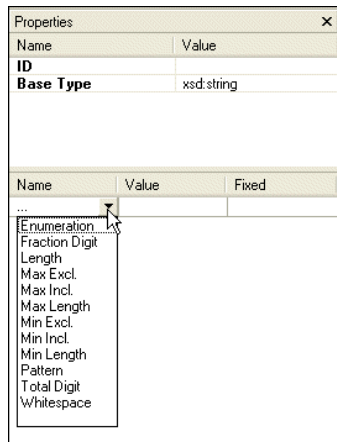 Properties ×
Name Value
ID
Base Type xsd:string
Name Value Fixed
...
Enumeration
Fraction Digit
Length
Max Excl.
Max Incl.
Max Length
Min Excl.
Min Incl.
Min Length
Pattern
Total Digit
Whitespace